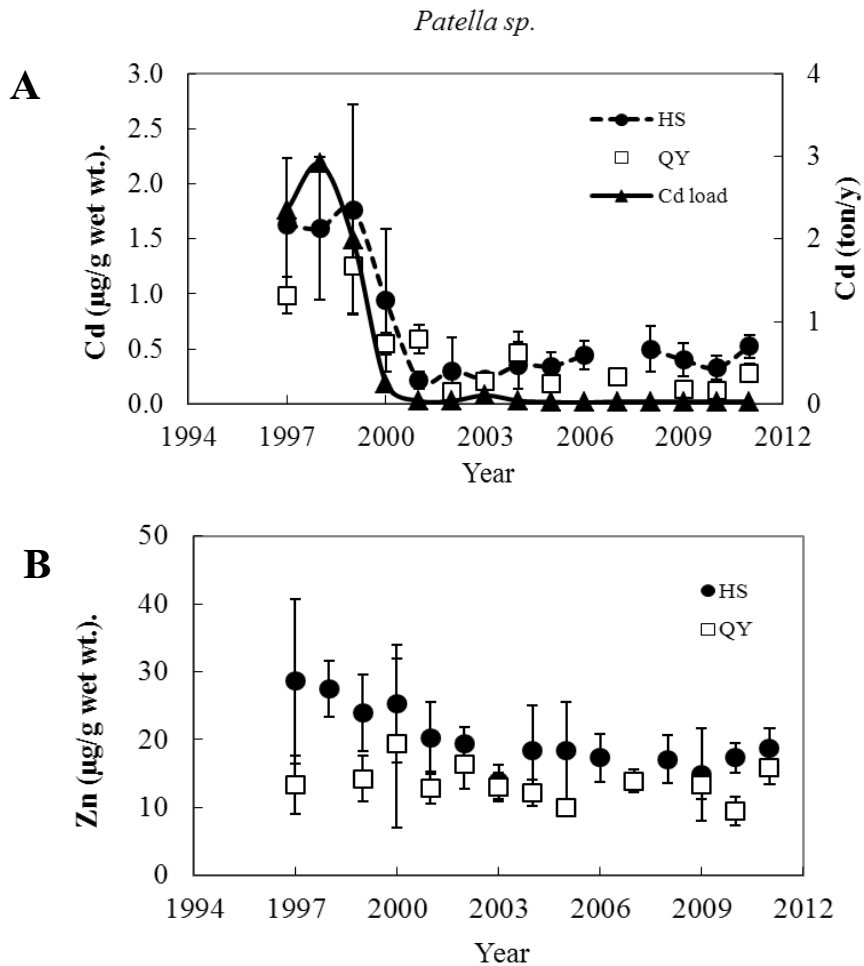 Patella sp.
A
3.0
2.5
2.0
1.5
1.0
0.5
0.0
Cd (µg/g wet wt.).
4
3
2
1
0
Cd (ton/y)
HS
QY
Cd load
1994 1997 2000 2003 2006 2009 2012
Year
B
50
40
30
20
10
0
Zn (µg/g wet wt.).
HS
QY
1994 1997 2000 2003 2006 2009 2012
Year